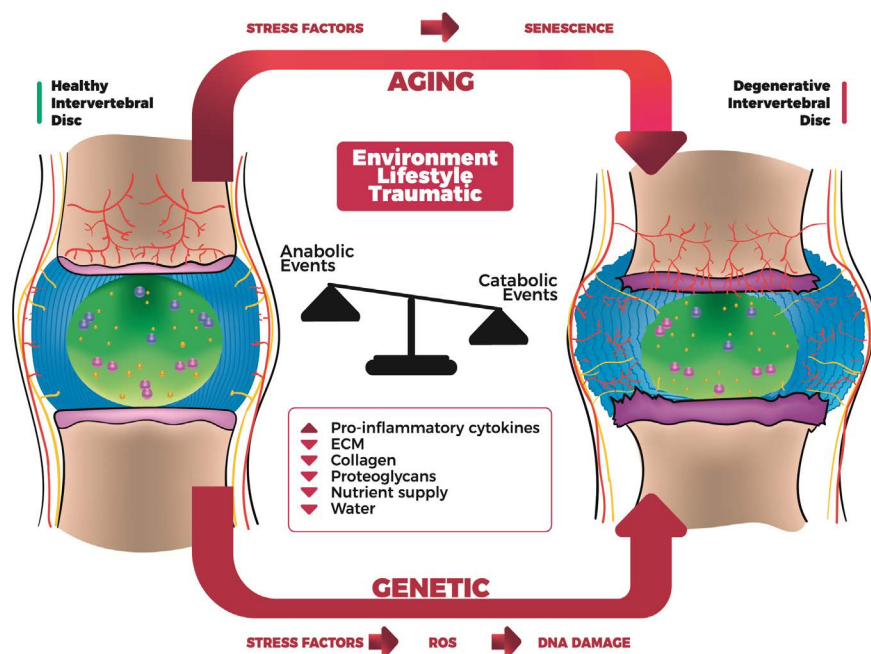 STRESS FACTORS SENESCENCE
AGING
Healthy
Intervertebral
Disc
Degenerative
Intervertebral
Disc
Environment
Lifestyle
Traumatic
Anabolic
Events
Catabolic
Events
Pro-inflammatory cytokines
ECM
Collagen
Proteoglycans
Nutrient supply
Water
GENETIC
STRESS FACTORS ROS DNA DAMAGE